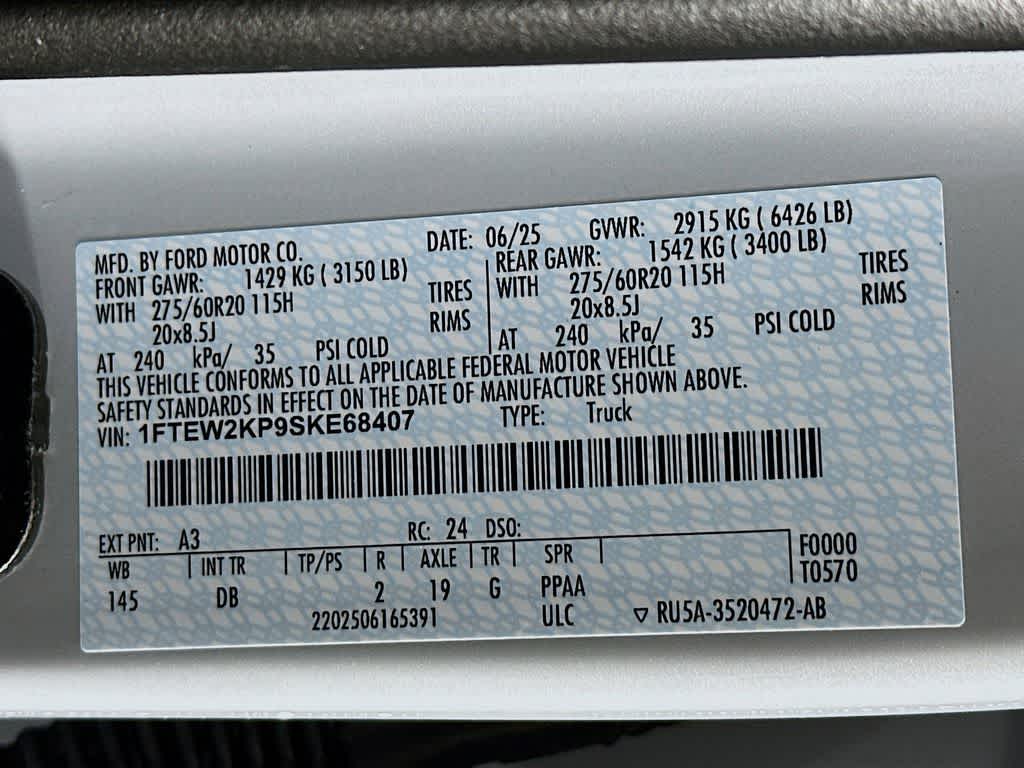 MFD. BY FORD MOTOR CO. DATE: 06/25 GVWR: 2915 KG ( 6426 LB)
FRONT GAWR: 1429 KG ( 3150 LB) REAR GAWR: 1542 KG ( 3400 LB)
WITH 275/60R20 115H TIRES WITH 275/60R20 115H TIRES
20x8.5J RIMS 20x8.5J RIMS
AT 240 kPa/ 35 PSI COLD AT 240 kPa/ 35 PSI COLD
THIS VEHICLE CONFORMS TO ALL APPLICABLE FEDERAL MOTOR VEHICLE
SAFETY STANDARDS IN EFFECT ON THE DATE OF MANUFACTURE SHOWN ABOVE.
VIN: 1FTEW2KP9SKE68407 TYPE: Truck
EXT PNT: A3 RC: 24 DSO:
WB INT TR TP/PS R AXLE TR SPR F0000
145 DB 2 19 G PPAA T0570
2202506165391 ULC ▽ RU5A-3520472-AB